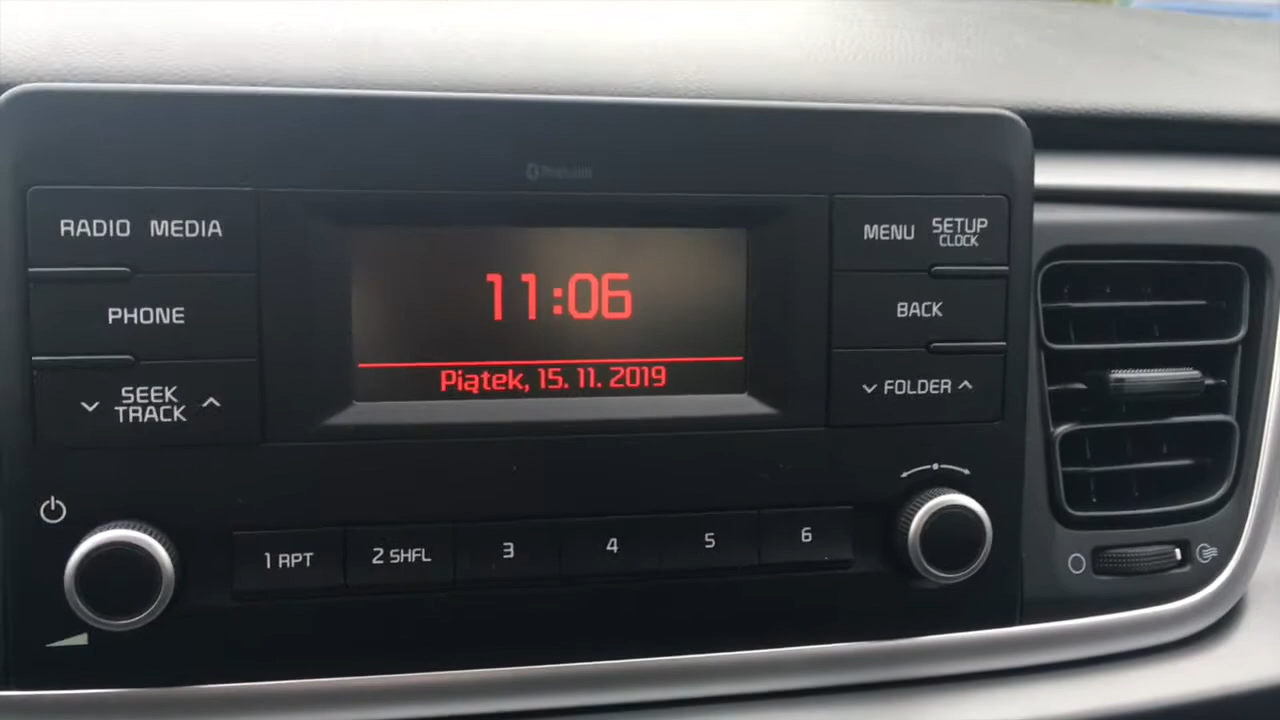 RADIO MEDIA
PHONE
SEEK
TRACK
11:06
Piątek, 15. 11. 2019
MENU SETUP
CLOCK
BACK
FOLDER
1 RPT 2 SHFL 3 4 5 6